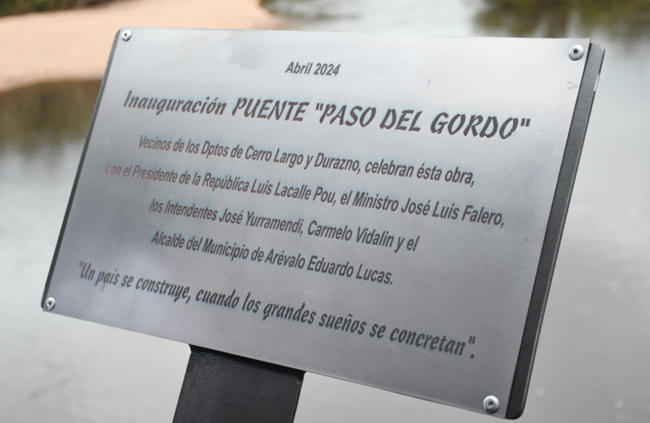 Abril 2024
Inauguración PUENTE "PASO DEL GORDO"
Vecinos de los Dptos de Cerro Largo y Durazno, celebran ésta obra,
con el Presidente de la República Luis Lacalle Pou, el Ministro José Luis Falero,
los Intendentes José Yurramendi, Carmelo Vidalin y el
Alcalde del Municipio de Arévalo Eduardo Lucas.
"Un país se construye, cuando los grandes sueños se concretan".